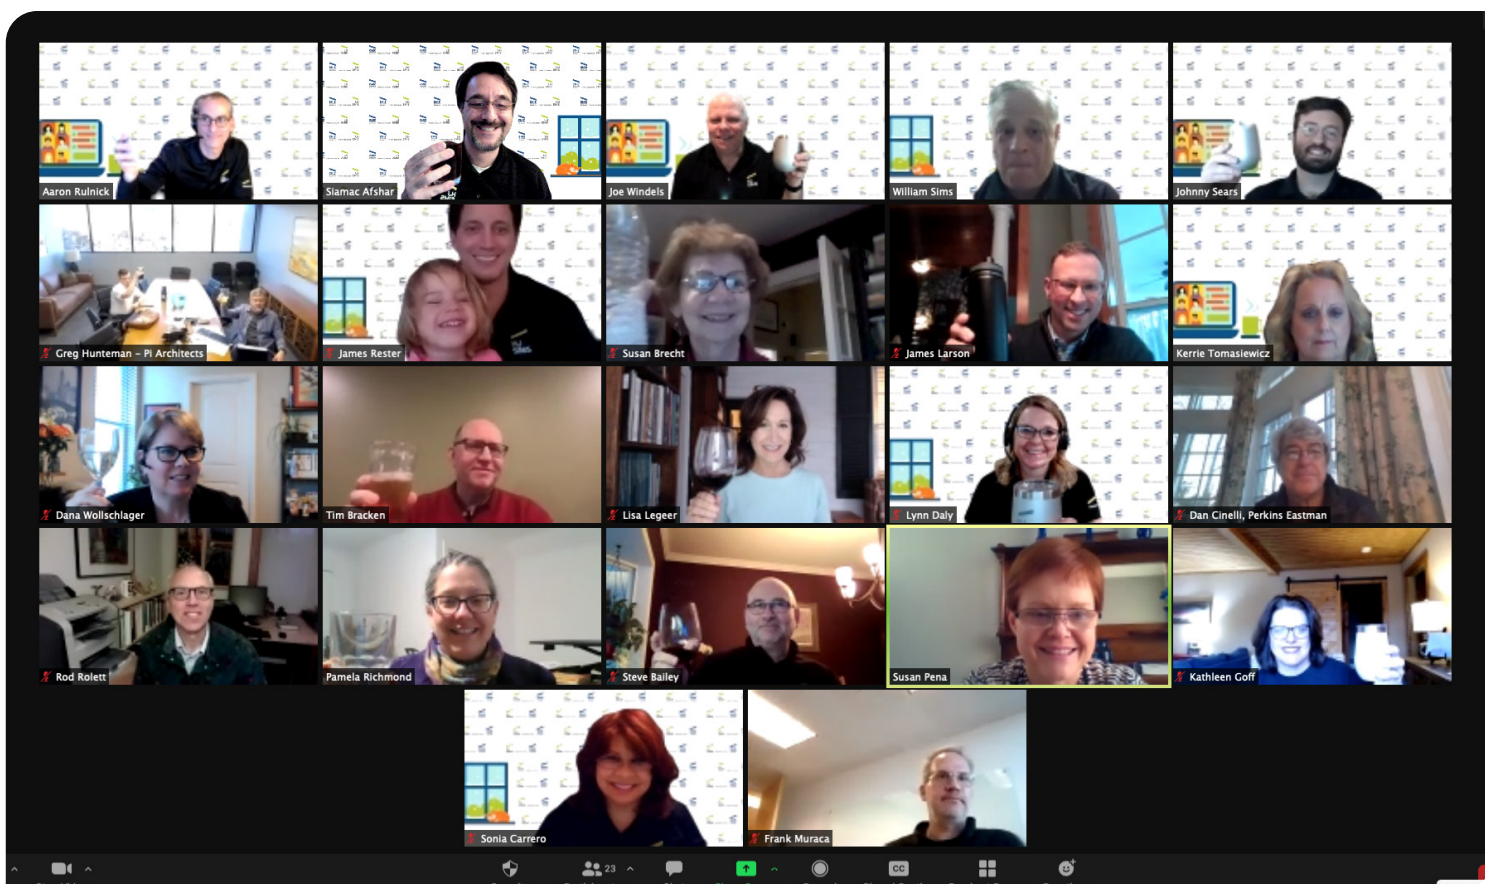 Aaron Rulnick
Siamac Afshar
Joe Windels
William Sims
Johnny Sears
Greg Hunteman – Pi Architects
James Rester
Susan Brecht
James Larson
Kerrie Tomasiewicz
Dana Wollschlager
Tim Bracken
Lisa Legeer
Lynn Daly
Dan Cinelli, Perkins Eastman
Rod Rolett
Pamela Richmond
Steve Bailey
Susan Pena
Kathleen Goff
Sonia Carrero
Frank Muraca
23
CC